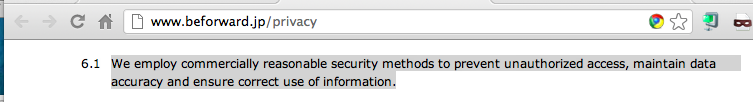 www.beforward.jp/privacy
6.1 We employ commercially reasonable security methods to prevent unauthorized access, maintain data
accuracy and ensure correct use of information.